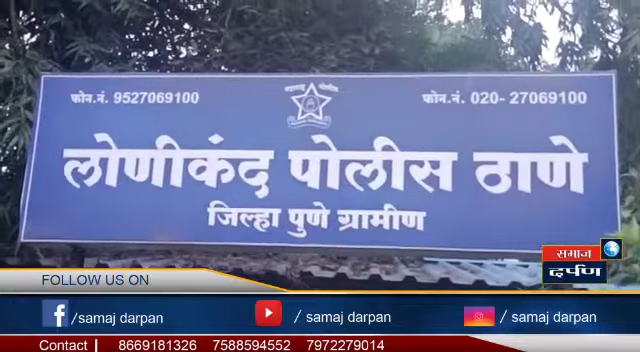 फोन.नं. 9527069100
महाराष्ट्र पोलीस
फोन.नं. 020- 27069100
लोणीकंद पोलीस ठाणे
जिल्हा पुणे ग्रामीण
समाज
दर्पण
FOLLOW US ON
/samaj darpan
/ samaj darpan
/ samaj darpan
Contact | 8669181326 7588594552 7972279014